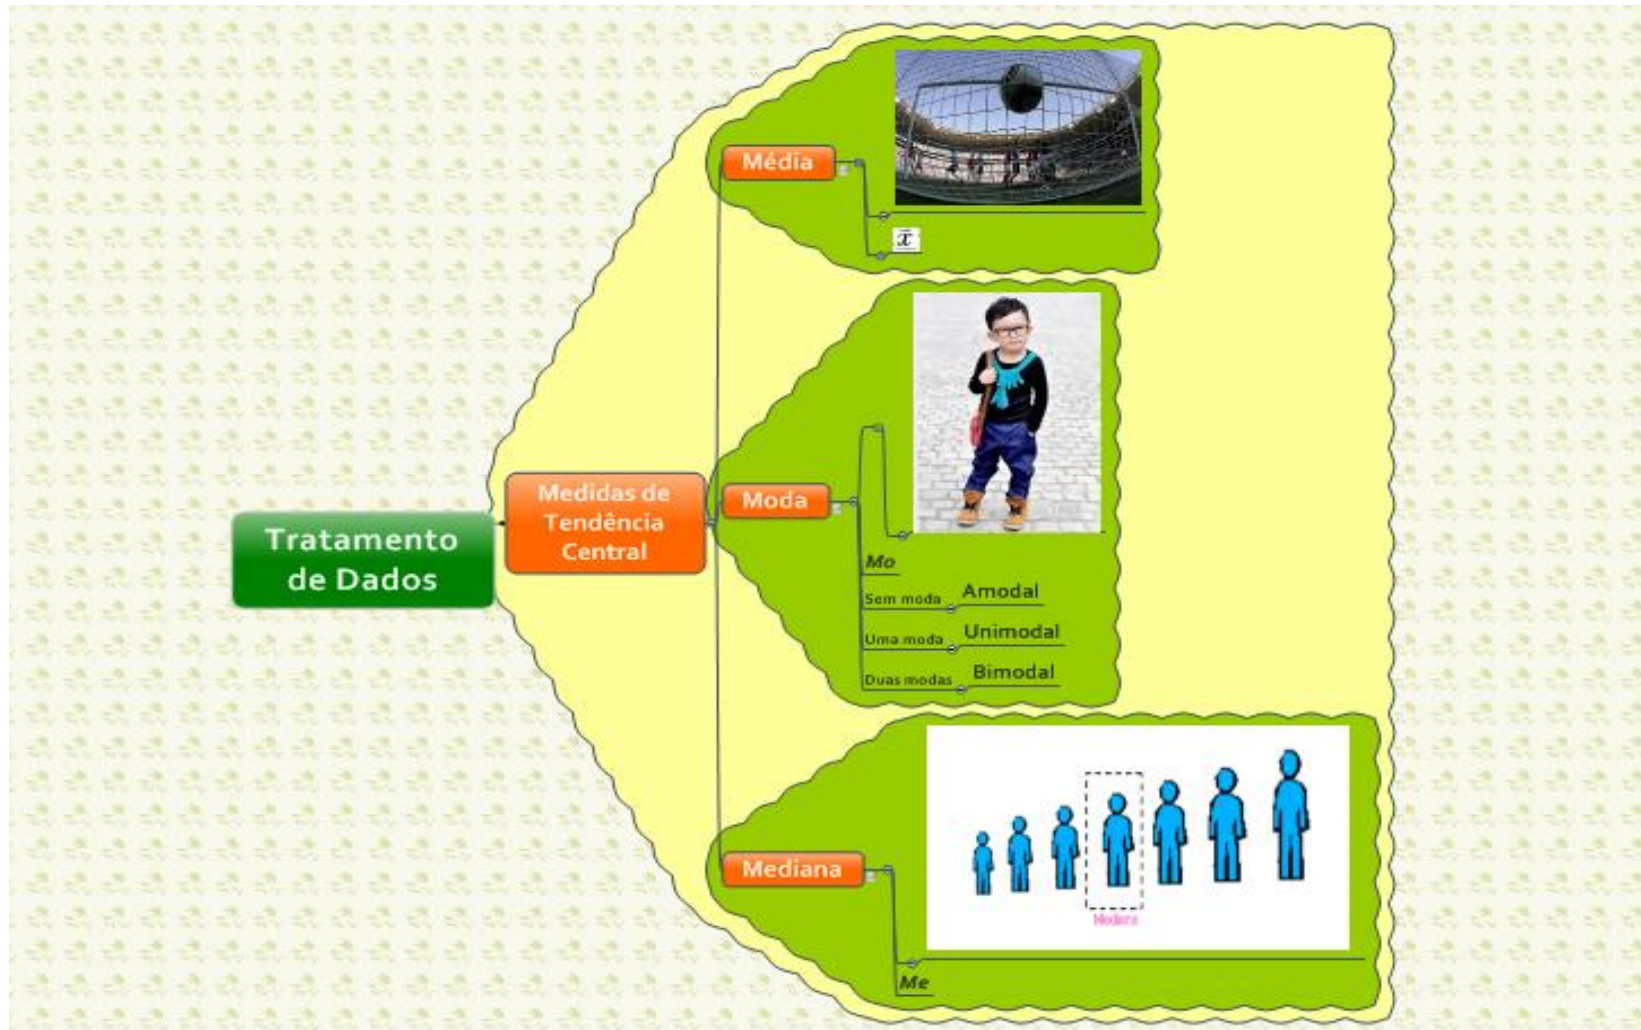 Tratamento
de Dados
Medidas de
Tendência
Central
Média
x̄
Moda
Mo
Sem moda
Amodal
Uma moda
Unimodal
Duas modas
Bimodal
Mediana
Mediana
Me